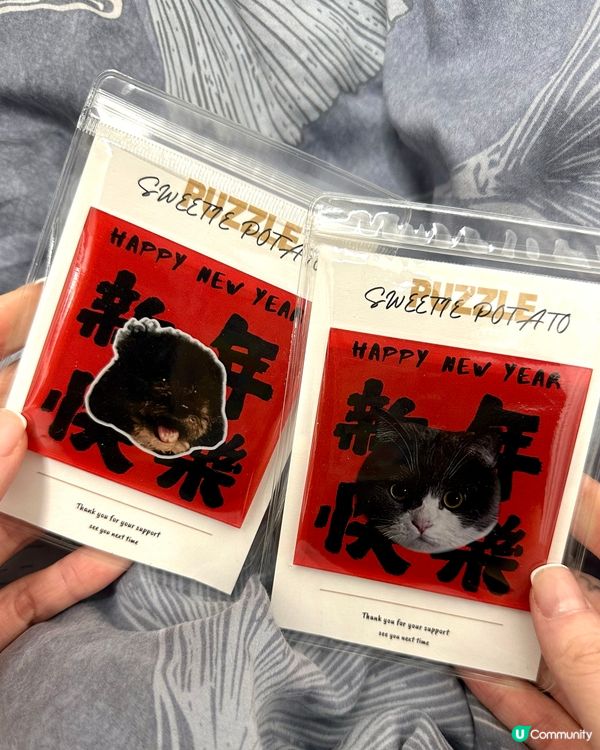 PUZZLE
SWEETIE POTATO
HAPPY NEW YEAR
新年
快樂
Thank you for your support
see you next time
PUZZLE
SWEETIE POTATO
HAPPY NEW YEAR
新年
快樂
Thank you for your support
see you next time
U Community